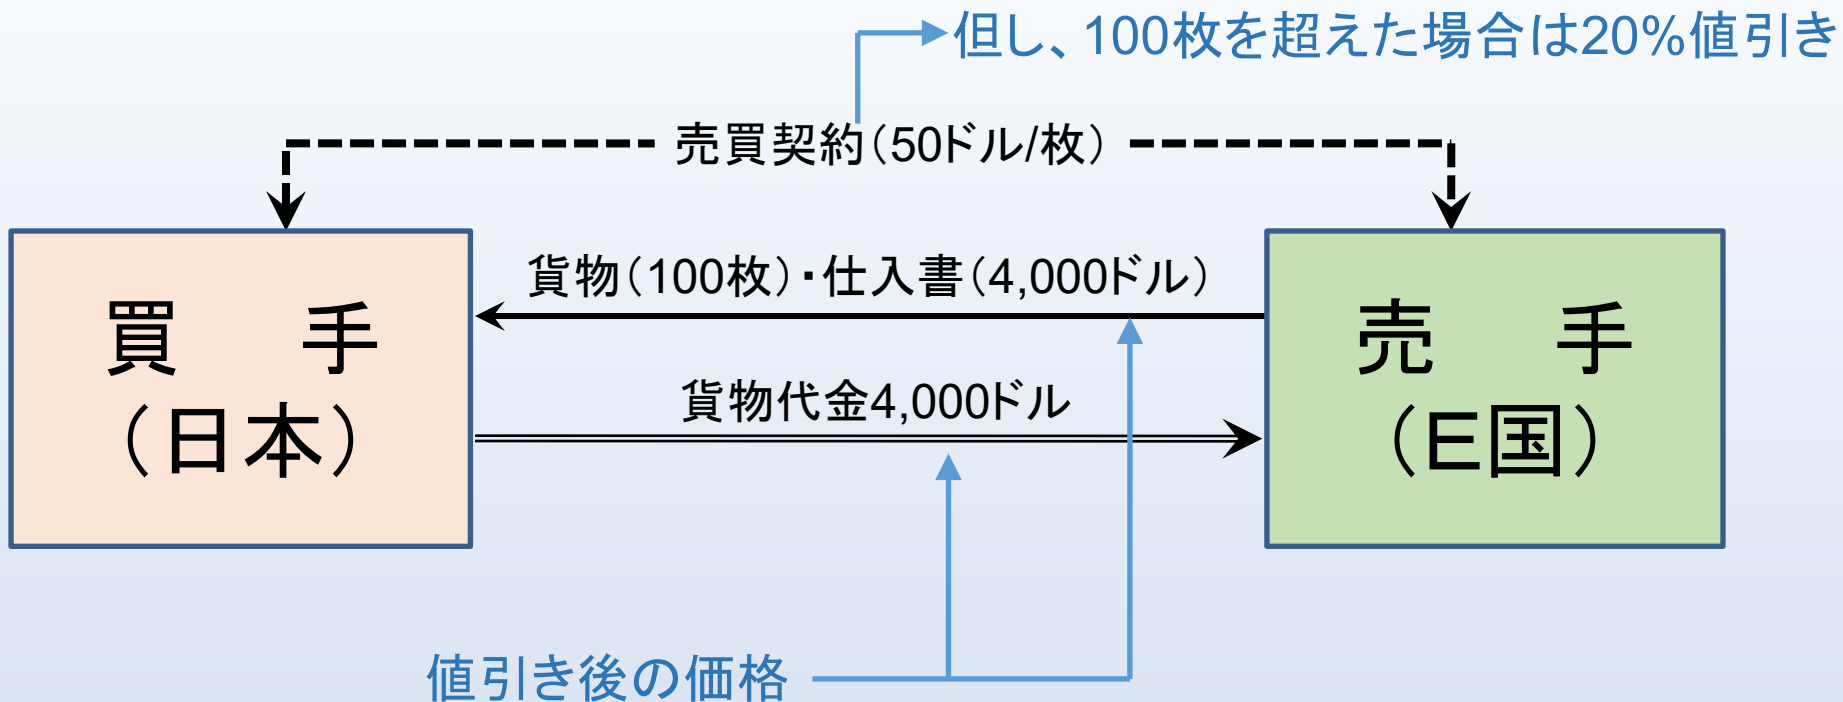 但し、100枚を超えた場合は20%値引き
売買契約(50ドル/枚)
貨物(100枚)・仕入書(4,000ドル)
買 手
(日本)
貨物代金4,000ドル
売 手
(E国)
値引き後の価格